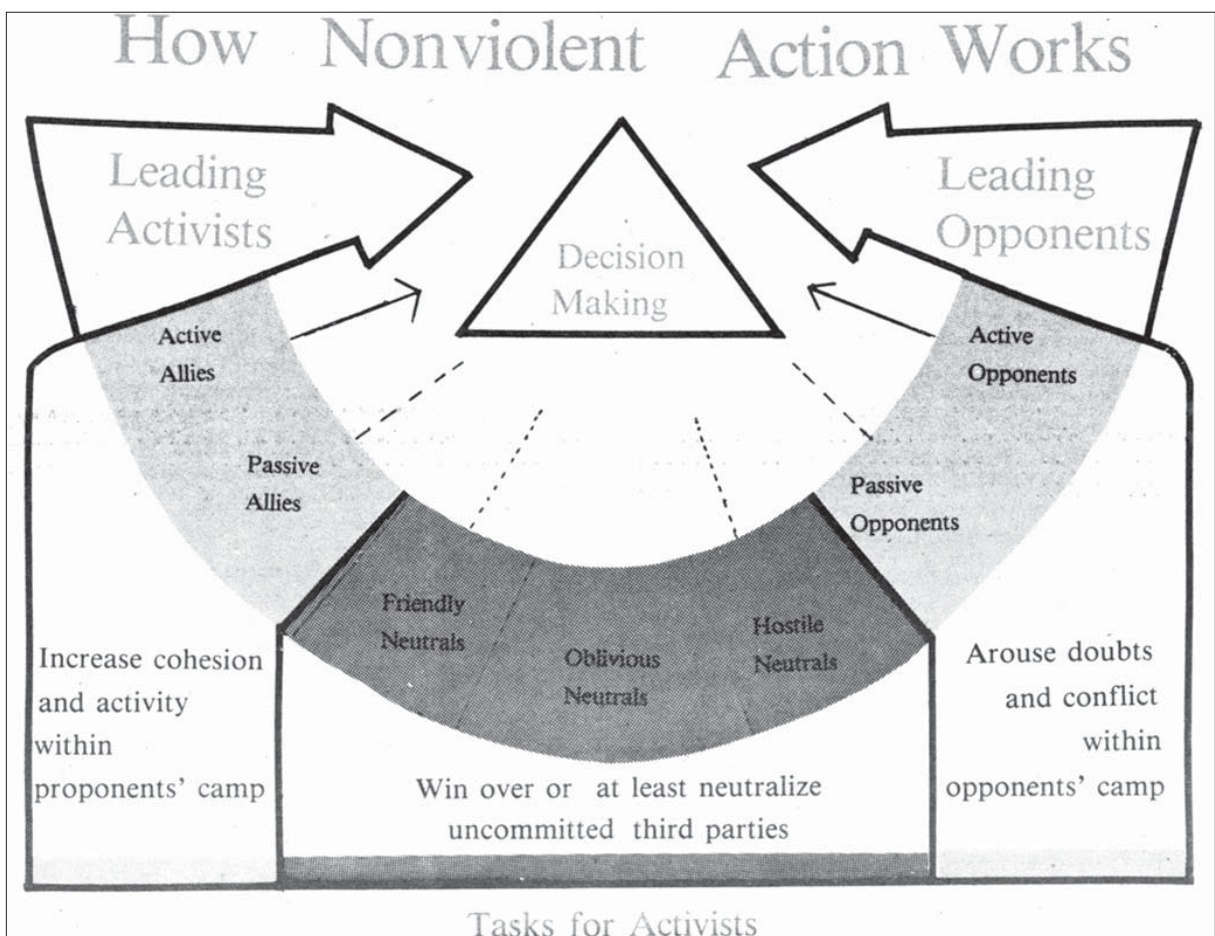 How Nonviolent Action Works
Leading
Activists
Decision
Making
Leading
Opponents
Active
Allies
Passive
Allies
Friendly
Neutrals
Oblivious
Neutrals
Hostile
Neutrals
Passive
Opponents
Active
Opponents
Increase cohesion
and activity
within
proponents’ camp
Win over or at least neutralize
uncommitted third parties
Arouse doubts
and conflict
within
opponents’ camp
Tasks for Activists